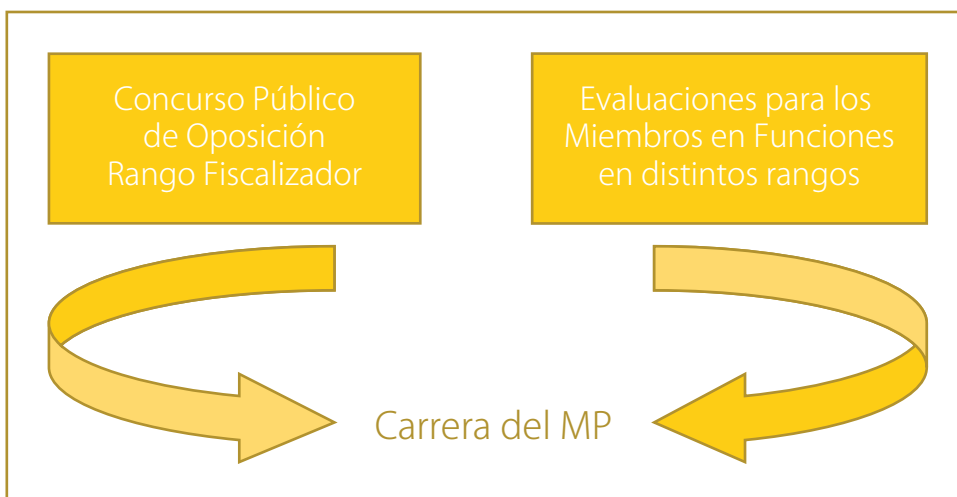 Concurso Público
de Oposición
Rango Fiscalizador
Evaluaciones para los
Miembros en Funciones
en distintos rangos
Carrera del MP